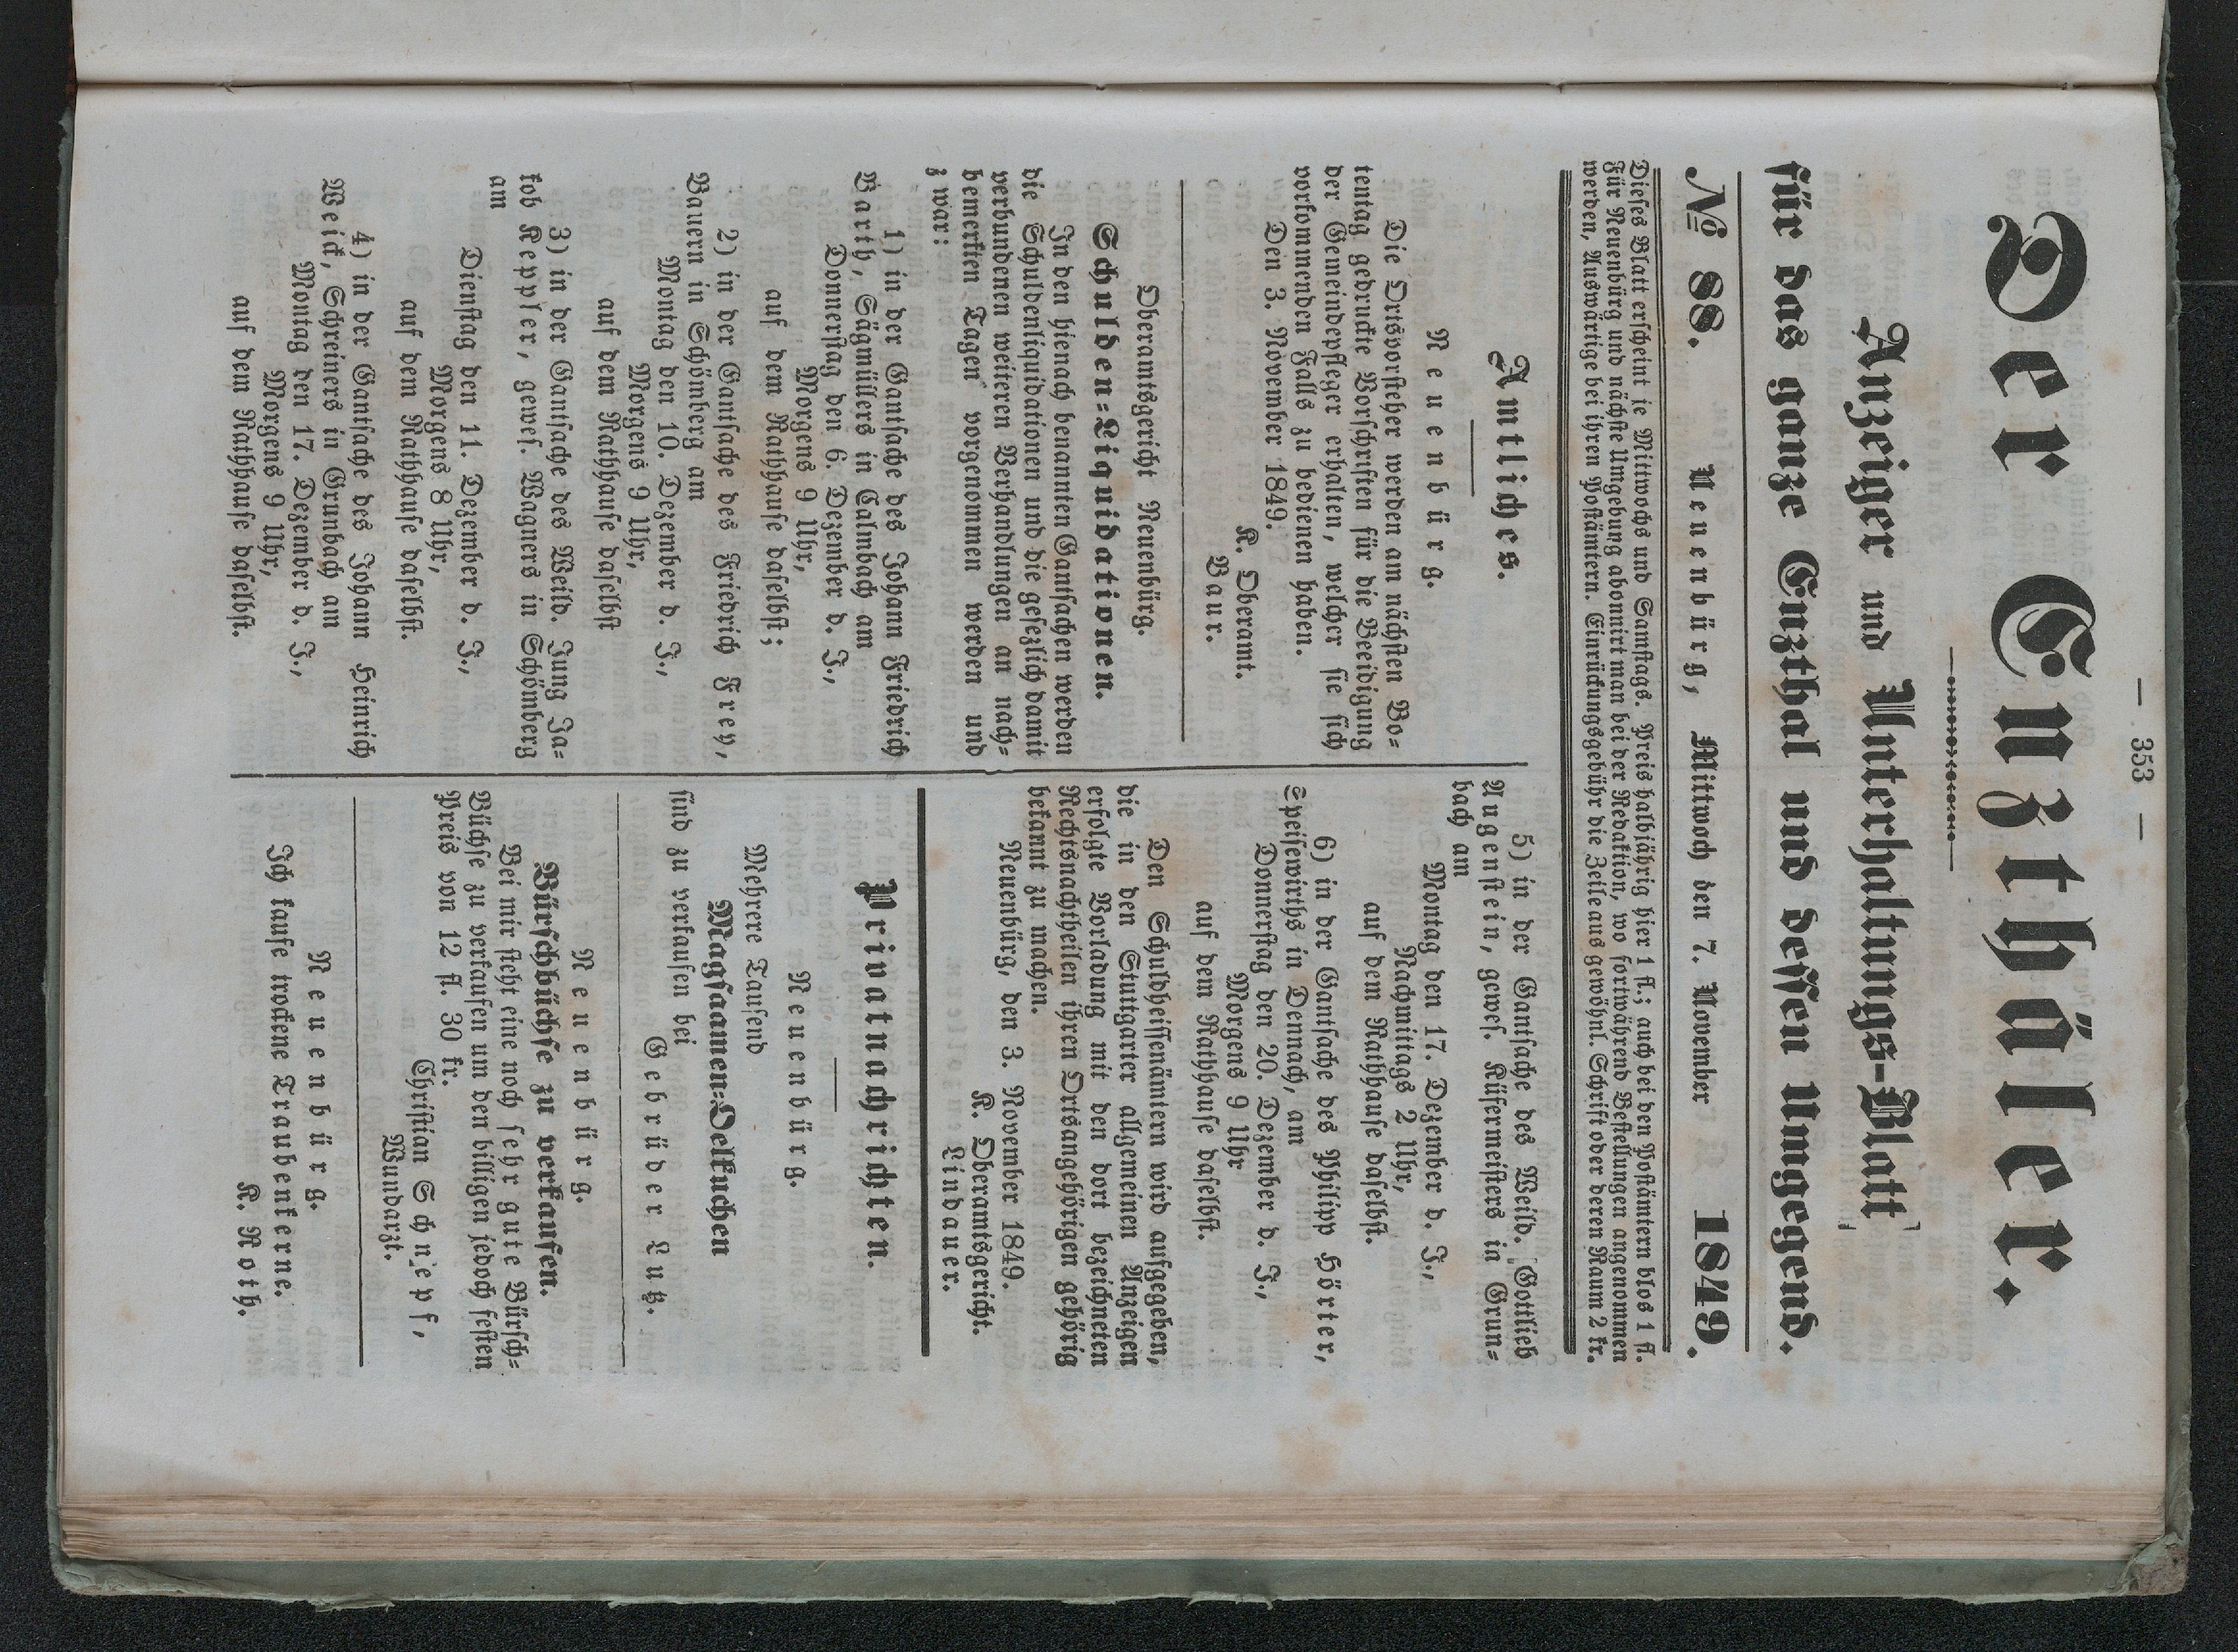 — 353 —
Der Enzthäler.
Anzeiger und Unterhaltungs-Blatt
für das ganze Enzthal und dessen Umgegend.
№ 88. Neuenbürg, Mittwoch den 7. November 1849.
Dieses Blatt erscheint je Mittwochs und Samstags. Preis halbjährig hier 1 fl.; auch bei den Postämtern blos 1 fl.
Für Neuenbürg und nächste Umgebung abonnirt man bei der Redaktion, wo fortwährend Bestellungen angenommen
werden, Auswärtige bei ihren Postämtern. Einrückungsgebühr die Zeile aus gewöhnl. Schrift oder deren Raum 2 kr.
Amtliches.
Neuenbürg.
Die Ortsvorsteher werden am nächsten Bo-
tentag gedruckte Vorschriften für die Beeidigung
der Gemeindepfleger erhalten, welcher sie sich
vorkommenden Falls zu bedienen haben.
Den 3. November 1849.
K. Oberamt.
Baur.
Oberamtsgericht Neuenbürg.
Schulden-Liquidationen.
In den hienach benannten Gantsachen werden
die Schuldenliquidationen und die gesezlich damit
verbundenen weiteren Verhandlungen an nach-
bemerkten Tagen vorgenommen werden und
zwar:
1) in der Gantsache des Johann Friedrich
Barth, Sägmüllers in Calmbach am
Donnerstag den 6. Dezember d. J.,
Morgens 9 Uhr,
auf dem Rathhause daselbst;
2) in der Gantsache des Friedrich Frey,
Bauern in Schömberg am
Montag den 10. Dezember d. J.,
Morgens 9 Uhr,
auf dem Rathhause daselbst
3) in der Gantsache des Weild. Jung Ja-
kob Keppler, gewes. Wagners in Schömberg
am
Dienstag den 11. Dezember d. J.,
Morgens 8 Uhr,
auf dem Rathhause daselbst.
4) in der Gantsache des Johann Heinrich
Weik, Schreiners in Grunbach am
Montag den 17. Dezember d. J.,
Morgens 9 Uhr,
auf dem Rathhause daselbst.
5) in der Gantsache des Weild. Gottlieb
Augenstein, gewes. Küfermeisters in Grun-
bach am
Montag den 17. Dezember d. J.,
Nachmittags 2 Uhr,
auf dem Rathhause daselbst.
6) in der Gantsache des Philipp Hörter,
Speisewirths in Dennach, am
Donnerstag den 20. Dezember d. J.,
Morgens 9 Uhr
auf dem Rathhause daselbst.
Den Schuldheissenämtern wird aufgegeben,
die in den Stuttgarter allgemeinen Anzeigen
erfolgte Vorladung mit den dort bezeichneten
Rechtsnachtheilen ihren Ortsangehörigen gehörig
bekannt zu machen.
Neuenbürg, den 3. November 1849.
K. Oberamtsgericht.
Lindauer.
Privatnachrichten.
Neuenbürg.
Mehrere Tausend
Magsaamen-Oelkuchen
sind zu verkaufen bei
Gebrüder Lutz.
Neuenbürg.
Bürschbüchse zu verkaufen.
Bei mir steht eine noch sehr gute Bürsch-
Büchse zu verkaufen um den billigen jedoch festen
Preis von 12 fl. 30 kr.
Christian Schnepf,
Wundarzt.
Neuenbürg.
Ich kaufe trockene Traubenkerne.
K. Roth.